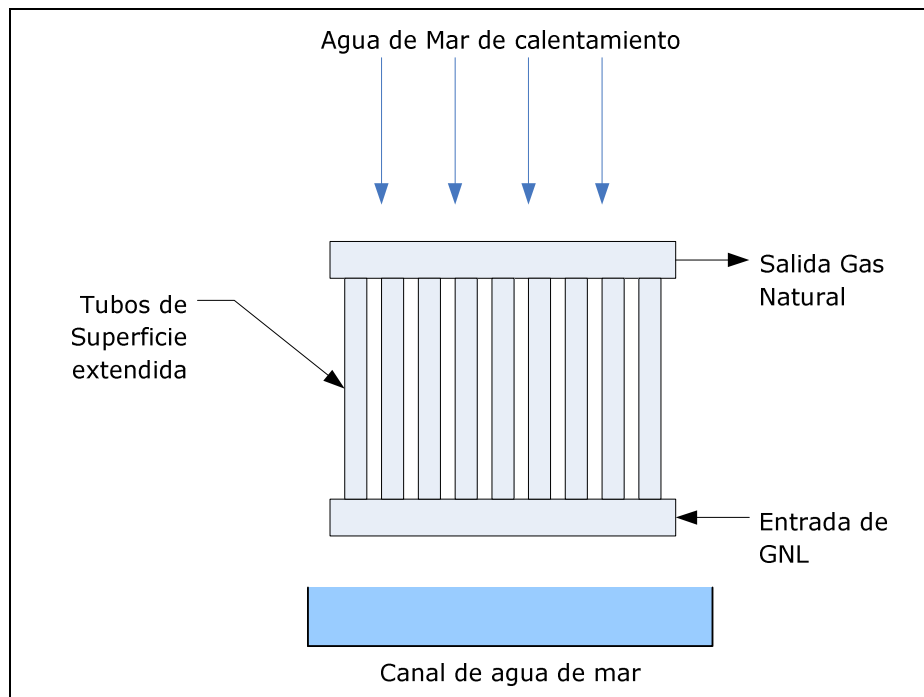 Agua de Mar de calentamiento
Salida Gas
Natural
Tubos de
Superficie
extendida
Entrada de
GNL
Canal de agua de mar